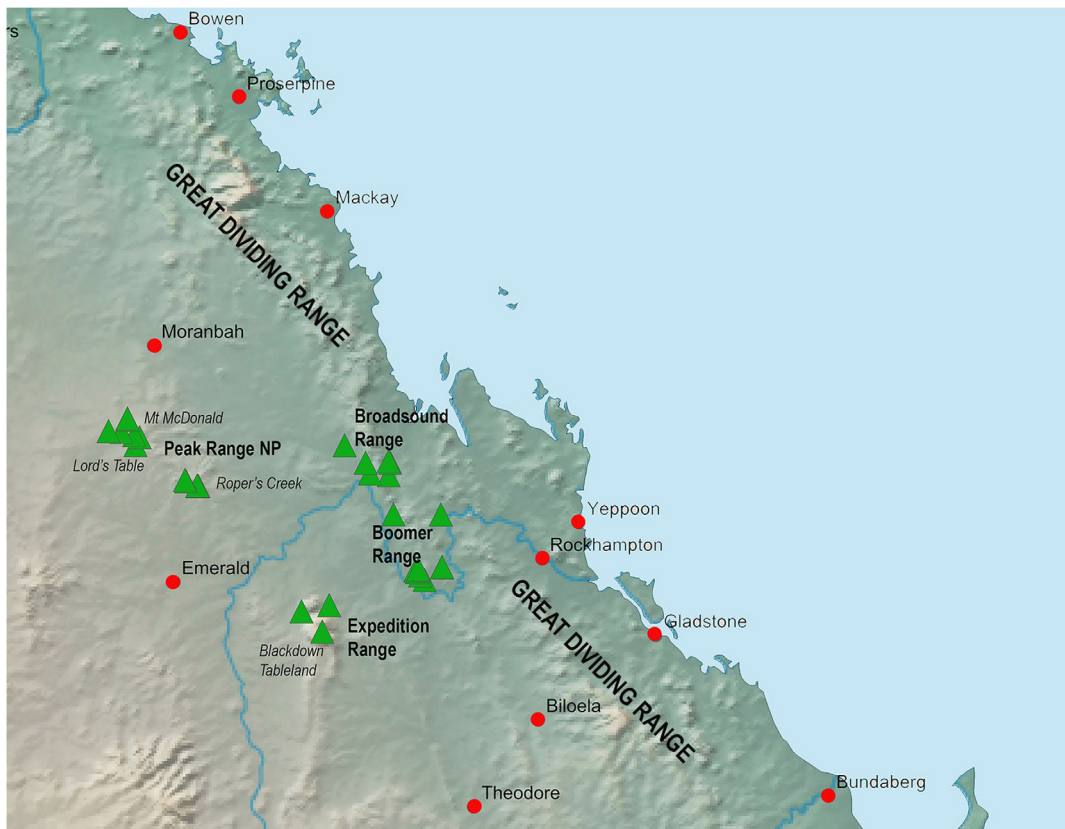 Bowen
rs
Proserpine
Mackay
GREAT DIVIDING RANGE
Moranbah
Mt McDonald
Broadsound
Range
Peak Range NP
Lord's Table
Roper's Creek
Yeppoon
Boomer
Range
Rockhampton
Emerald
GREAT DIVIDING RANGE
Gladstone
Expedition
Range
Blackdown
Tableland
Biloela
Bundaberg
Theodore